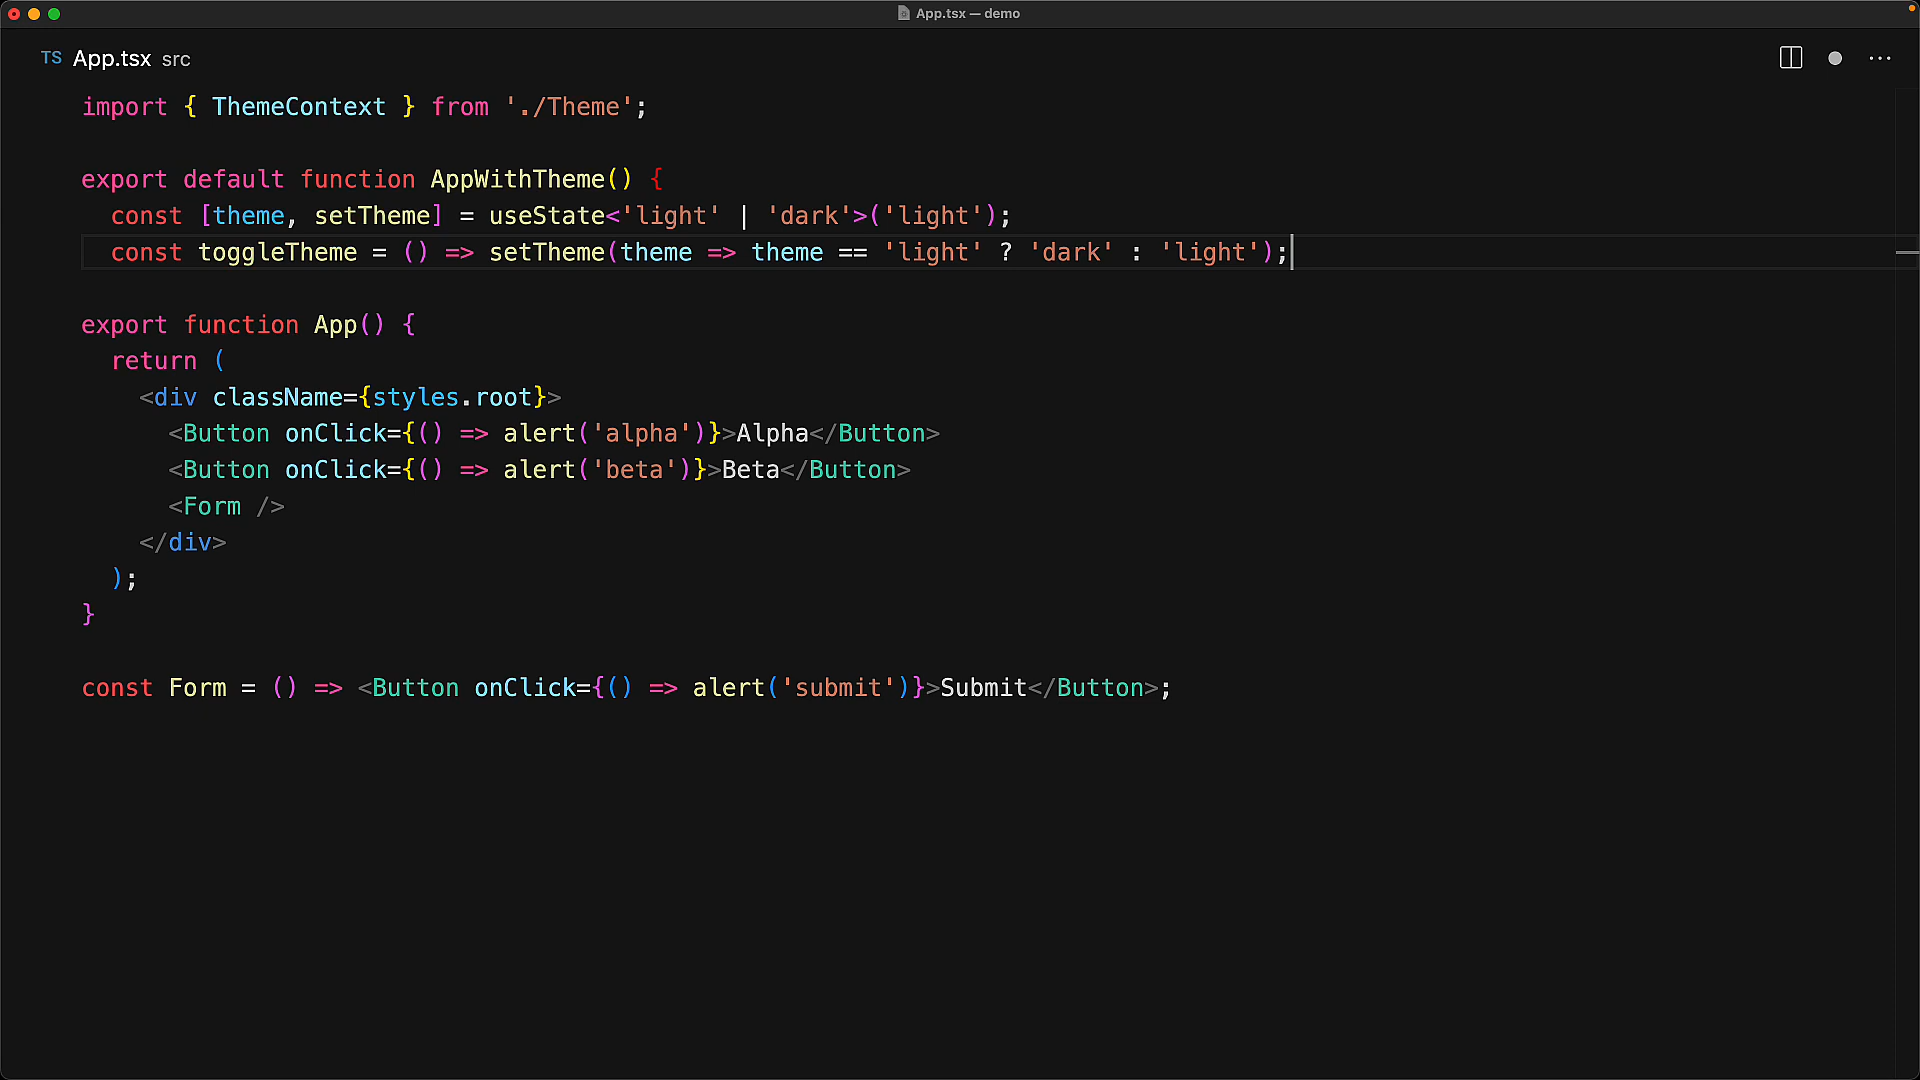 App.tsx — demo
TS App.tsx src
import { ThemeContext } from './Theme';
export default function AppWithTheme() {
  const [theme, setTheme] = useState<'light' | 'dark'>('light');
  const toggleTheme = () => setTheme(theme => theme == 'light' ? 'dark' : 'light');
export function App() {
  return (
    <div className={styles.root}>
      <Button onClick={() => alert('alpha')}>Alpha</Button>
      <Button onClick={() => alert('beta')}>Beta</Button>
      <Form />
    </div>
  );
}
const Form = () => <Button onClick={() => alert('submit')}>Submit</Button>;